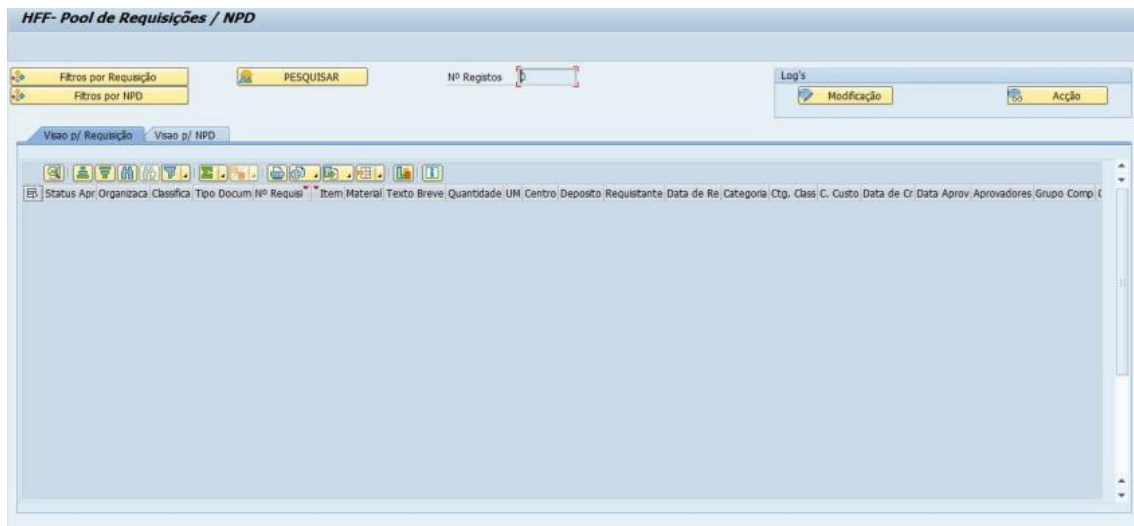 HFF- Pool de Requisições / NPD
Filtros por Requisição
PESQUISAR
Nº Registos
Log's
Filtros por NPD
Modificação
Acção
Visao p/ Requisição
Visao p/ NPD
Status Apr Organizaca Classifica Tipo Docum Nº Requisi Item Material Texto Breve Quantidade UM Centro Deposto Requisitante Data de Re Categoria Ctg. Class C. Custo Data de Cr Data Aprov Aprovadores Grupo Comp